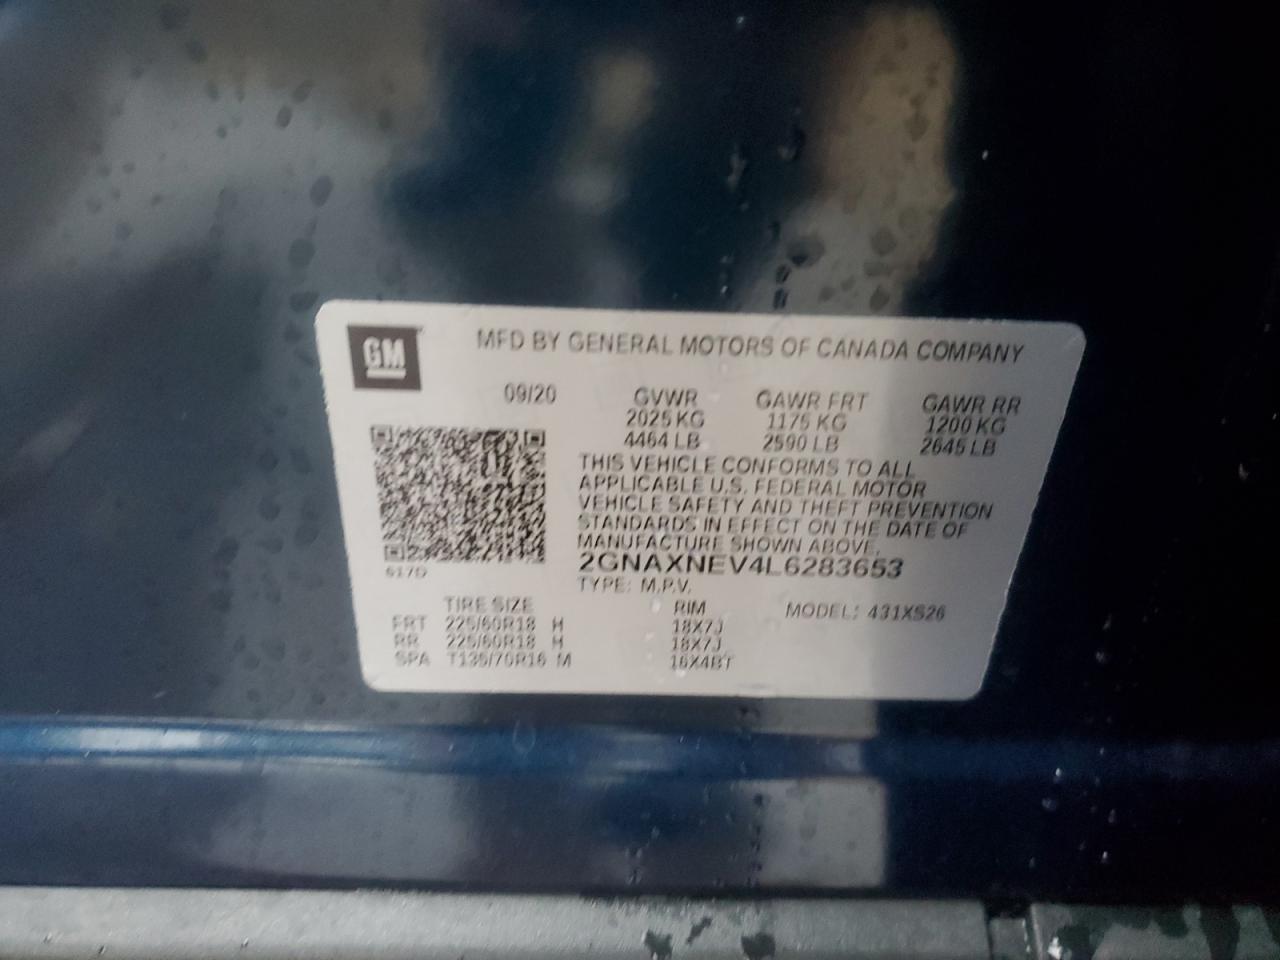 GM
MFD BY GENERAL MOTORS OF CANADA COMPANY
09/20 GVWR GAWR FRT GAWR RR
2025 KG 1175 KG 1200 KG
4464 LB 2590 LB 2645 LB
THIS VEHICLE CONFORMS TO ALL
APPLICABLE U.S. FEDERAL MOTOR
VEHICLE SAFETY AND THEFT PREVENTION
STANDARDS IN EFFECT ON THE DATE OF
MANUFACTURE SHOWN ABOVE.
2GNAXNEV4L6283653
617D
TYPE: M.P.V.
TIRE SIZE RIM MODEL: 431XS26
FRT 225/60R18 H 18X7J
RR 225/60R18 H 18X7J
SPA T135/70R16 M 16X4BT